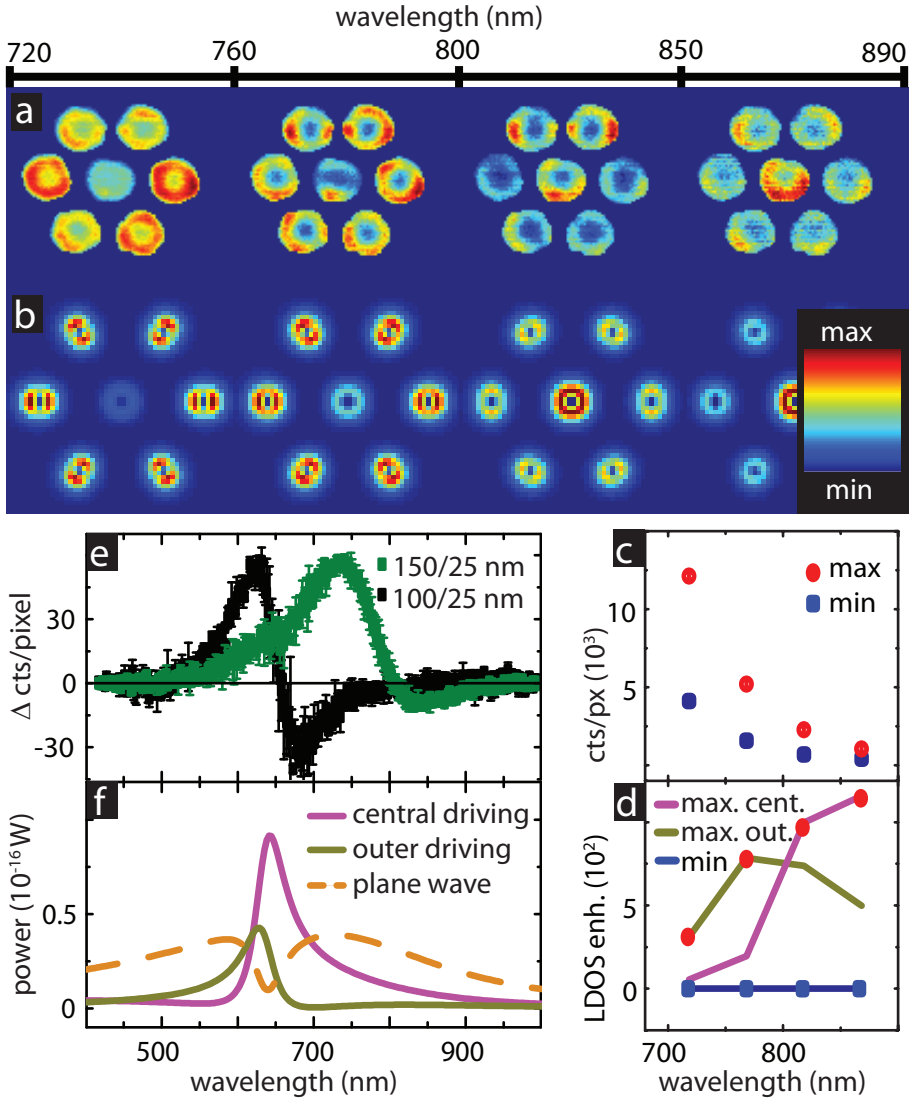 wavelength (nm)
720 760 800 850 890
a
b
max
min
e
150/25 nm
100/25 nm
Δ cts/pixel
30
0
-30
c
max
min
cts/px (10³)
10
5
0
f
central driving
outer driving
plane wave
power (10⁻¹⁶W)
0.5
0
500 700 900
wavelength (nm)
d
max. cent.
max. out.
min
LDOS enh. (10²)
5
0
700 800
wavelength (nm)